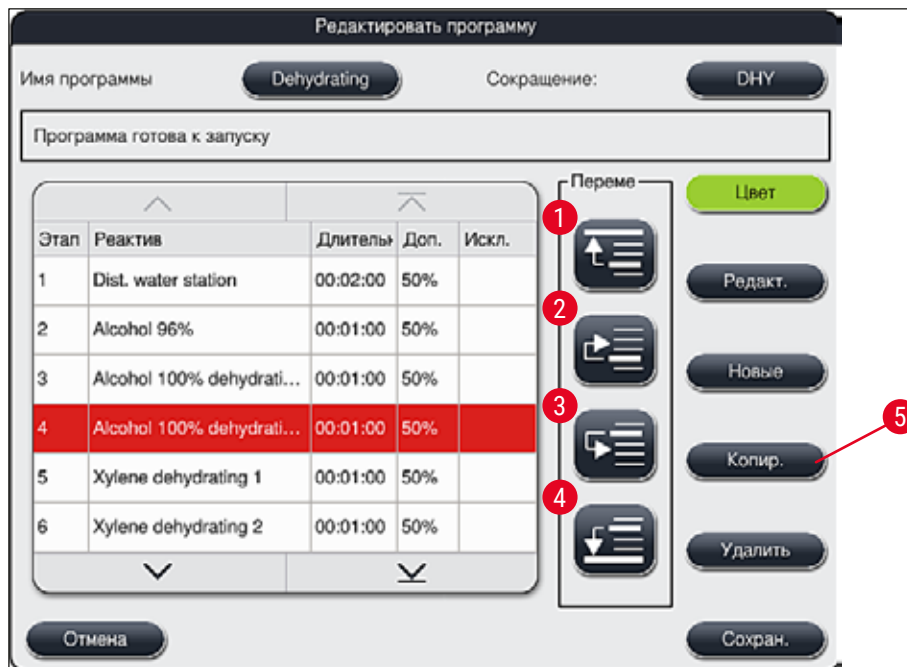 Редактировать программу
Имя программы Dehydrating Сокращение: DHY
Программа готова к запуску
Переме
Цвет
1
Этап Реактив Длительн Доп. Искл.
1 Dist. water station 00:02:00 50%
Редакт.
2
2 Alcohol 96% 00:01:00 50%
3 Alcohol 100% dehydrati... 00:01:00 50%
Новые
3
4 Alcohol 100% dehydrati... 00:01:00 50%
5
Копир.
5 Xylene dehydrating 1 00:01:00 50%
4
6 Xylene dehydrating 2 00:01:00 50%
Удалить
Отмена Сохран.